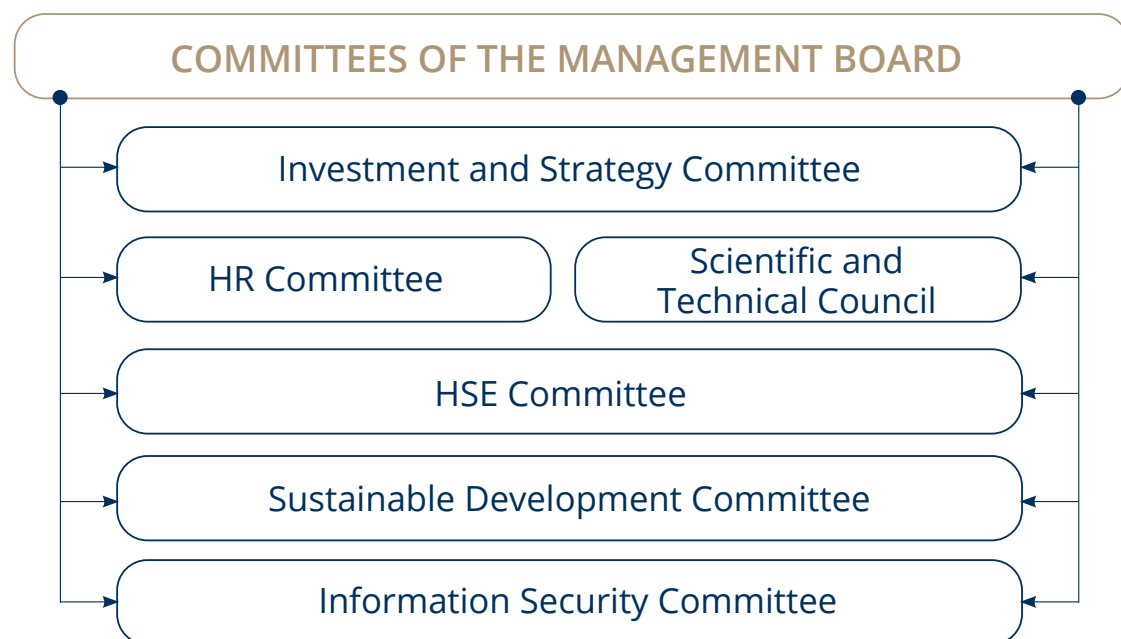 COMMITTEES OF THE MANAGEMENT BOARD
Investment and Strategy Committee
HR Committee
Scientific and
Technical Council
HSE Committee
Sustainable Development Committee
Information Security Committee